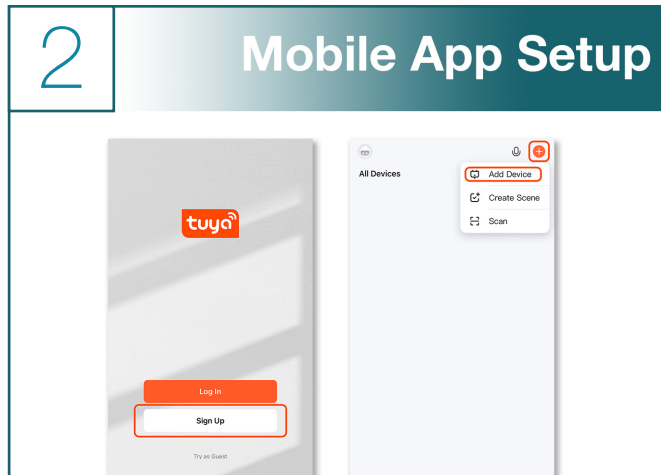 2
Mobile App Setup
tuya
Log In
Sign Up
Try as Guest
All Devices
Add Device
Create Scene
Scan